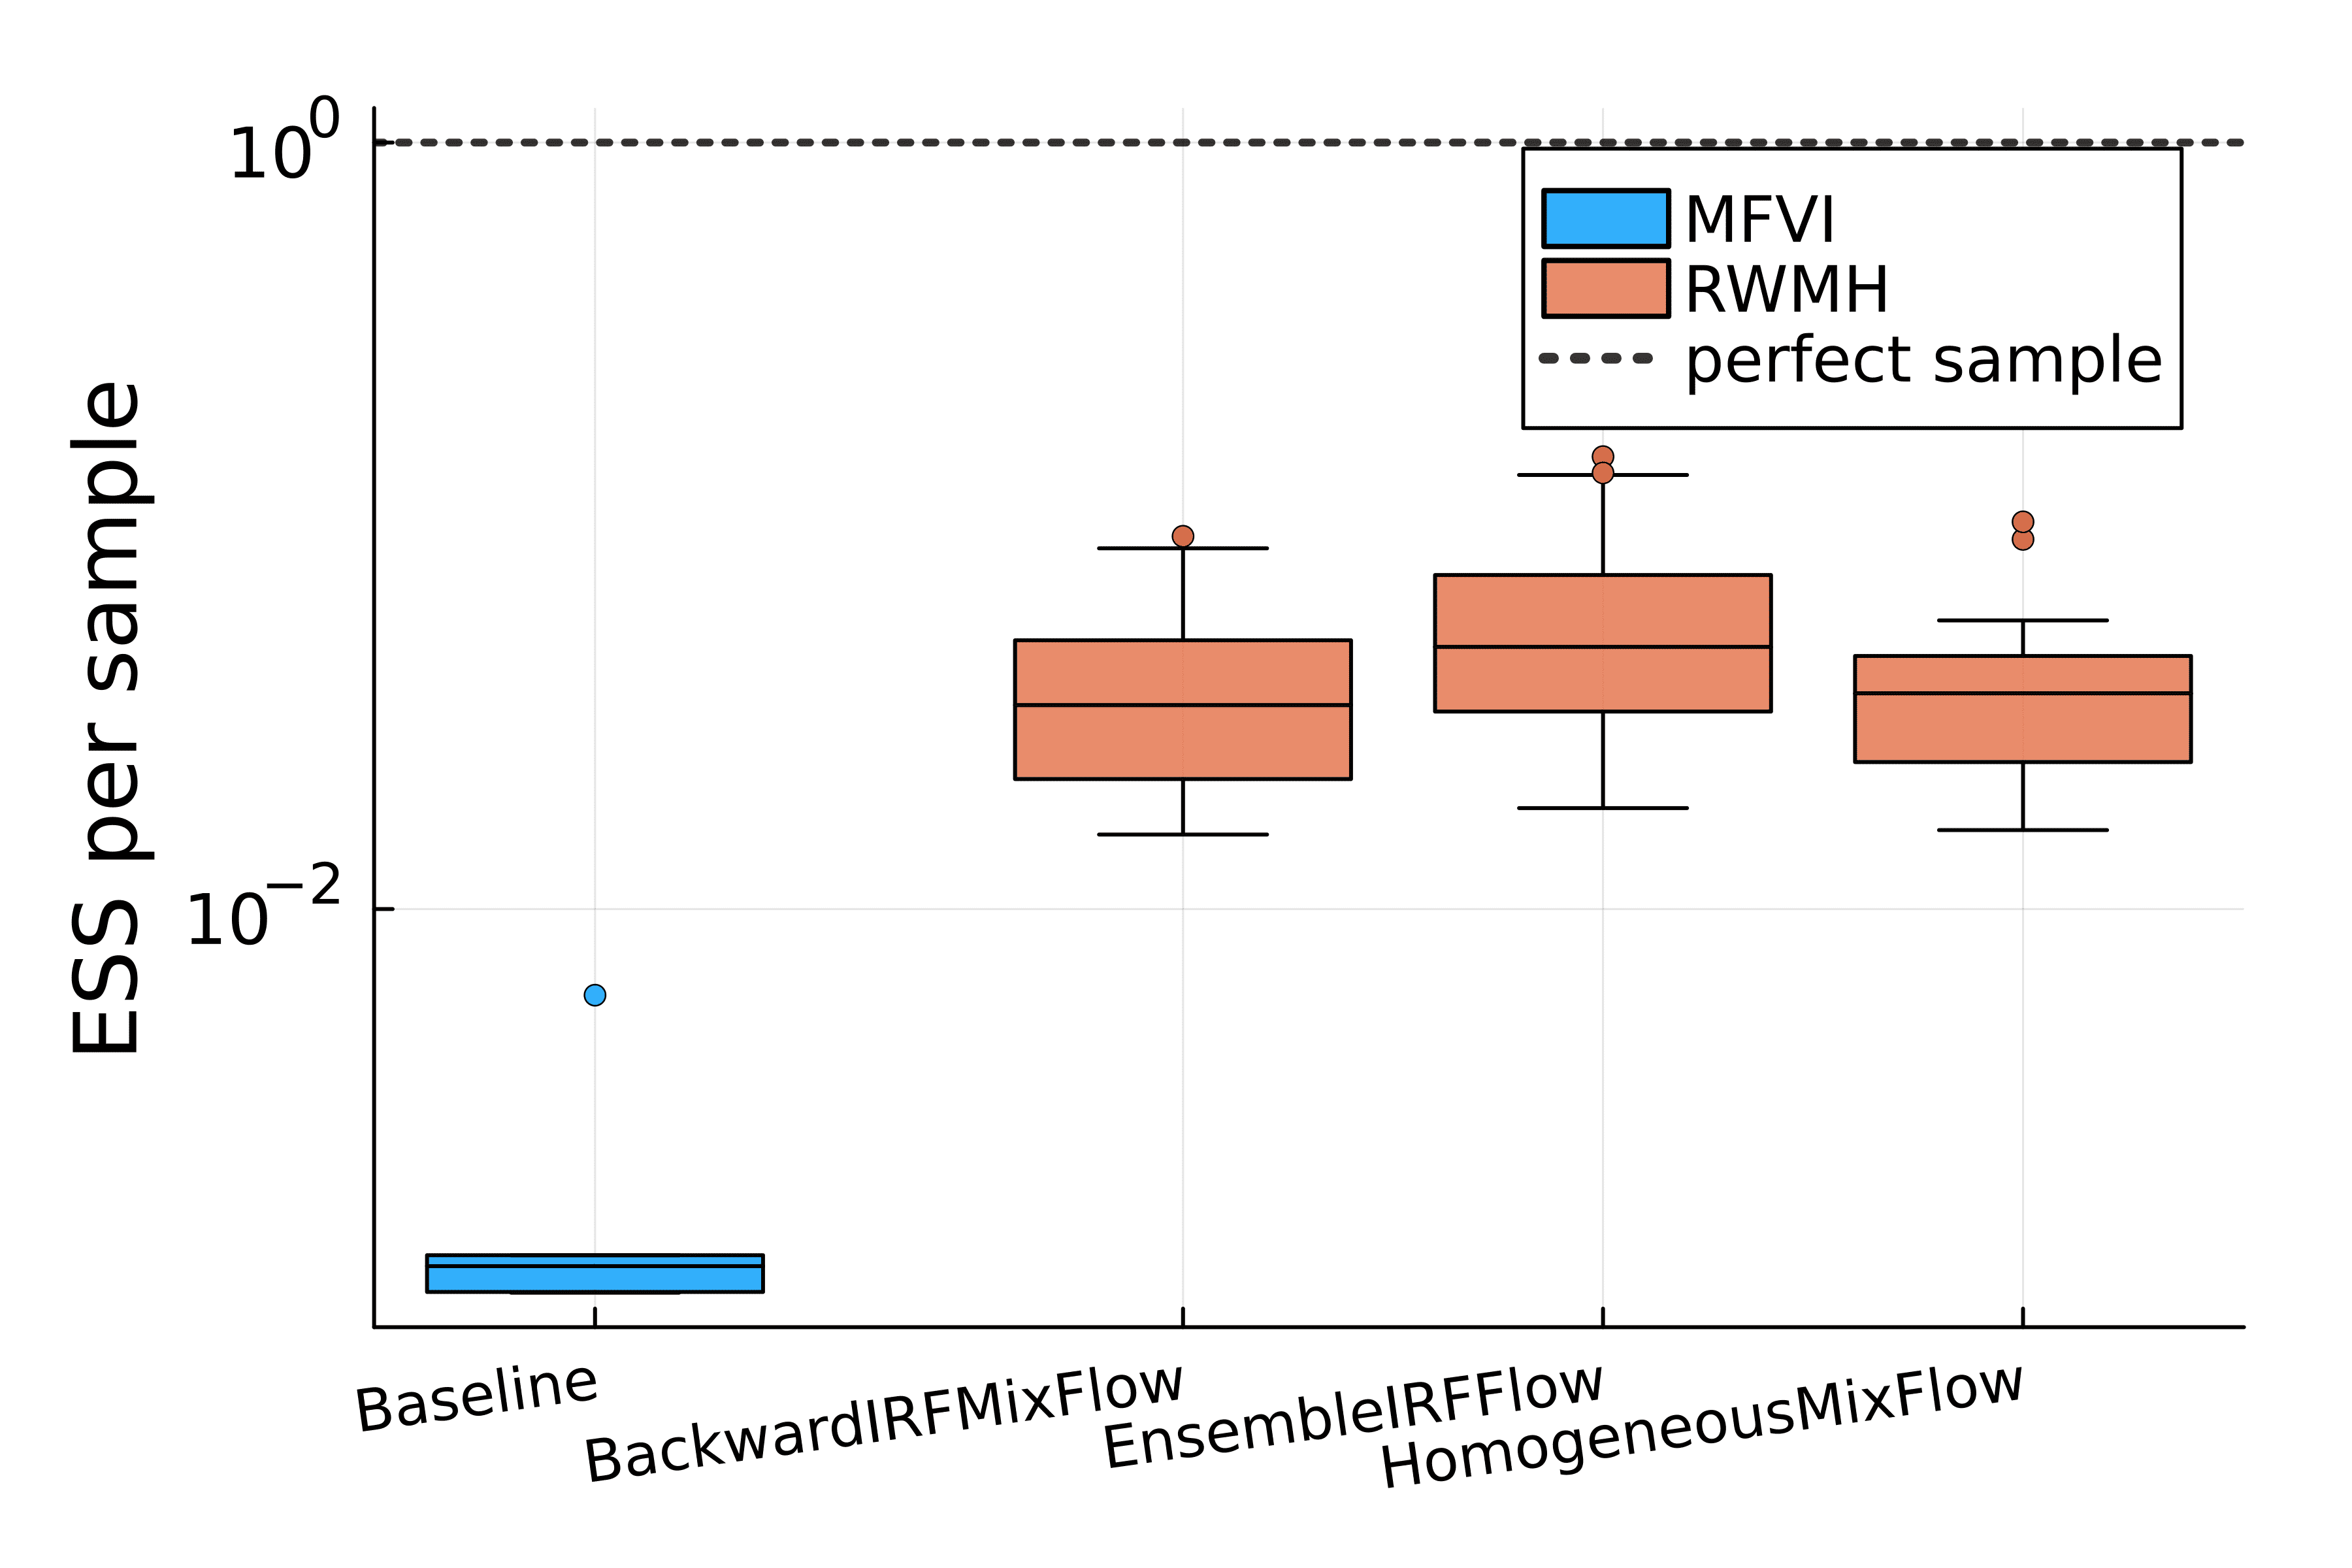 10^0
MFVI
RWMH
perfect sample
ESS per sample
10^−2
Baseline
BackwardIRFMixFlow
EnsembleIRFFlow
HomogeneousMixFlow